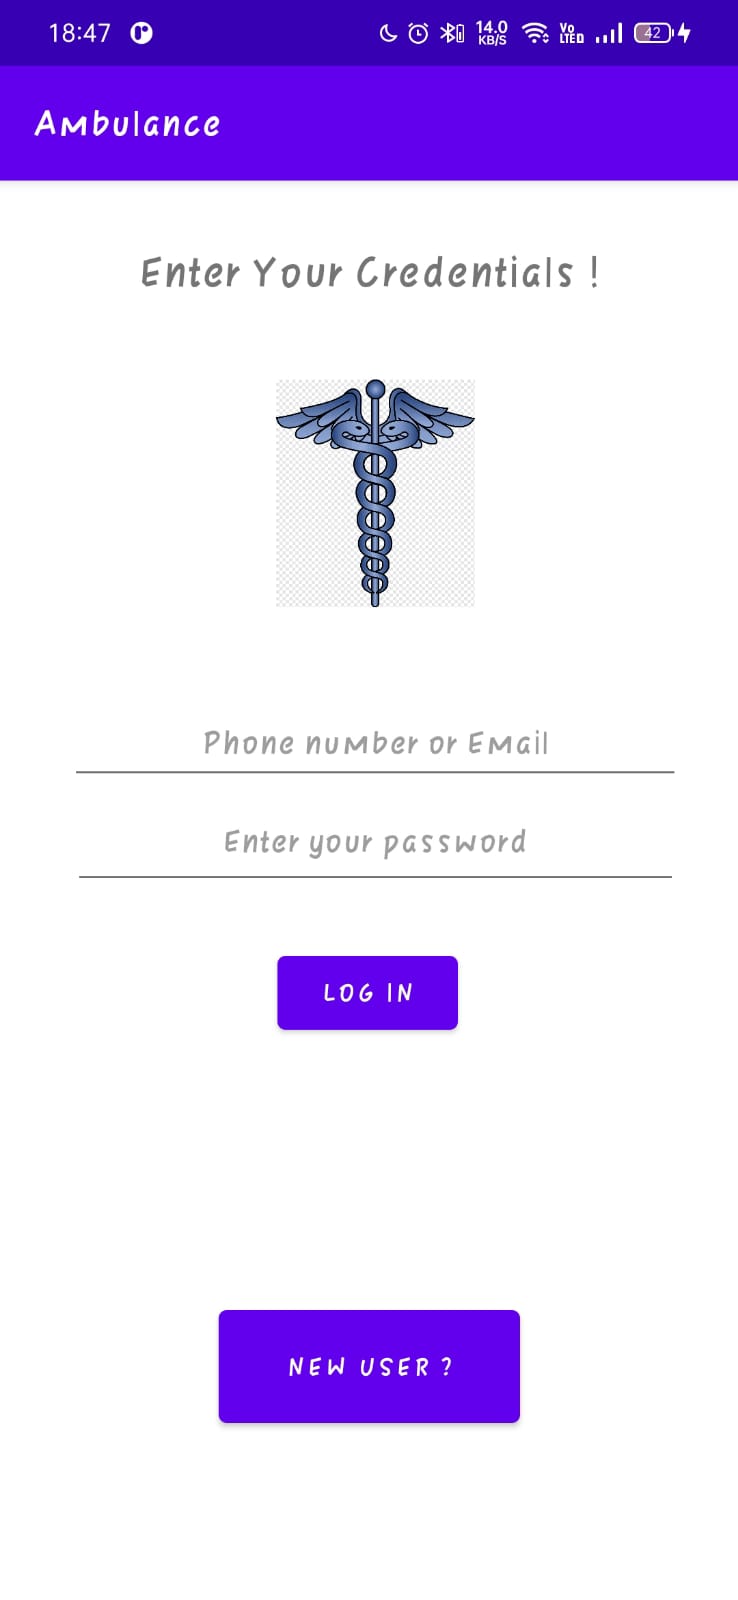 18:47 14.0 KB/S Vo LTE 42
Ambulance
Enter Your Credentials !
Phone number or Email
Enter your password
LOG IN
NEW USER ?